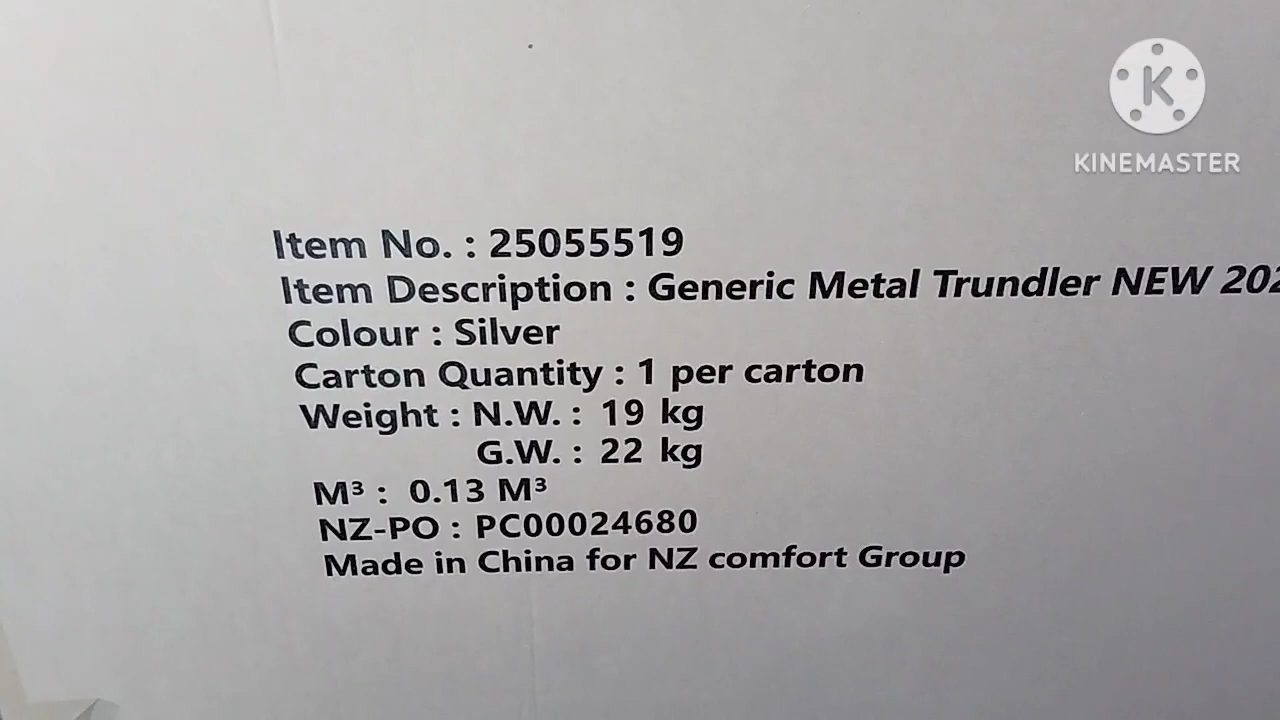 KINEMASTER
Item No. : 25055519
Item Description : Generic Metal Trundler NEW
Colour : Silver
Carton Quantity : 1 per carton
Weight : N.W. : 19 kg
G.W. : 22 kg
M³ : 0.13 M³
NZ-PO : PC00024680
Made in China for NZ comfort Group